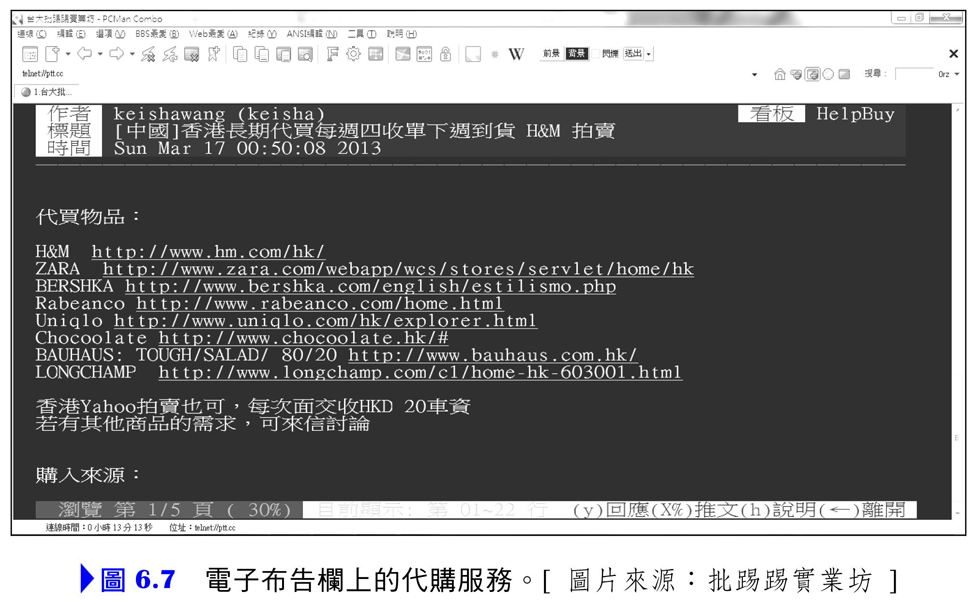 台大批踢踢實業坊 - PCMan Combo
連線(C) 編輯(E) 選項(V) BBS最愛(B) Web最愛(A) 紀錄(Y) ANSI編輯(N) 工具(T) 說明(H)
W 前景 背景 閃爍 送出
telnet://ptt.cc 搜尋: Orz
1.台大批...
作者 keishawang (keisha) 看板 HelpBuy
標題 [中國]香港長期代買每週四收單下週到貨 H&M 拍賣
時間 Sun Mar 17 00:50:08 2013
代買物品：
H&M http://www.hm.com/hk/
ZARA http://www.zara.com/webapp/wcs/stores/servlet/home/hk
BERSHKA http://www.bershka.com/english/estilismo.php
Rabeanco http://www.rabeanco.com/home.html
Uniqlo http://www.uniqlo.com/hk/explorer.html
Chocoolate http://www.chocoolate.hk/#
BAUHAUS: TOUGH/SALAD/ 80/20 http://www.bauhaus.com.hk/
LONGCHAMP http://www.longchamp.com/c1/home-hk-603001.html
香港Yahoo拍賣也可，每次面交收HKD 20車資
若有其他商品的需求，可來信討論
購入來源：
瀏覽 第 1/5 頁 ( 30%) 目前顯示: 第 01~22 行 (y)回應(X%)推文(h)說明(←)離開
連線時間：0小時13分13秒 位址：telnet://ptt.cc
圖 6.7 電子布告欄上的代購服務。[ 圖片來源：批踢踢實業坊 ]